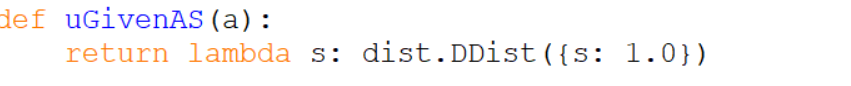 def uGivenAS(a):
return lambda s: dist.DDist({s: 1.0})